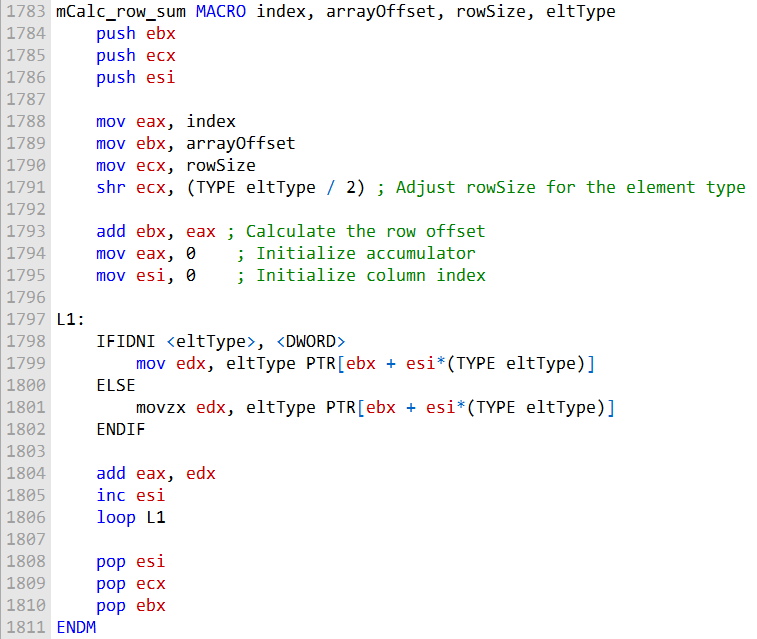 1783 mCalc_row_sum MACRO index, arrayOffset, rowSize, eltType
1784     push ebx
1785     push ecx
1786     push esi
1787
1788     mov eax, index
1789     mov ebx, arrayOffset
1790     mov ecx, rowSize
1791     shr ecx, (TYPE eltType / 2) ; Adjust rowSize for the element type
1792
1793     add ebx, eax ; Calculate the row offset
1794     mov eax, 0    ; Initialize accumulator
1795     mov esi, 0    ; Initialize column index
1796
1797 L1:
1798     IFIDNI <eltType>, <DWORD>
1799         mov edx, eltType PTR[ebx + esi*(TYPE eltType)]
1800     ELSE
1801         movzx edx, eltType PTR[ebx + esi*(TYPE eltType)]
1802     ENDIF
1803
1804     add eax, edx
1805     inc esi
1806     loop L1
1807
1808     pop esi
1809     pop ecx
1810     pop ebx
1811 ENDM